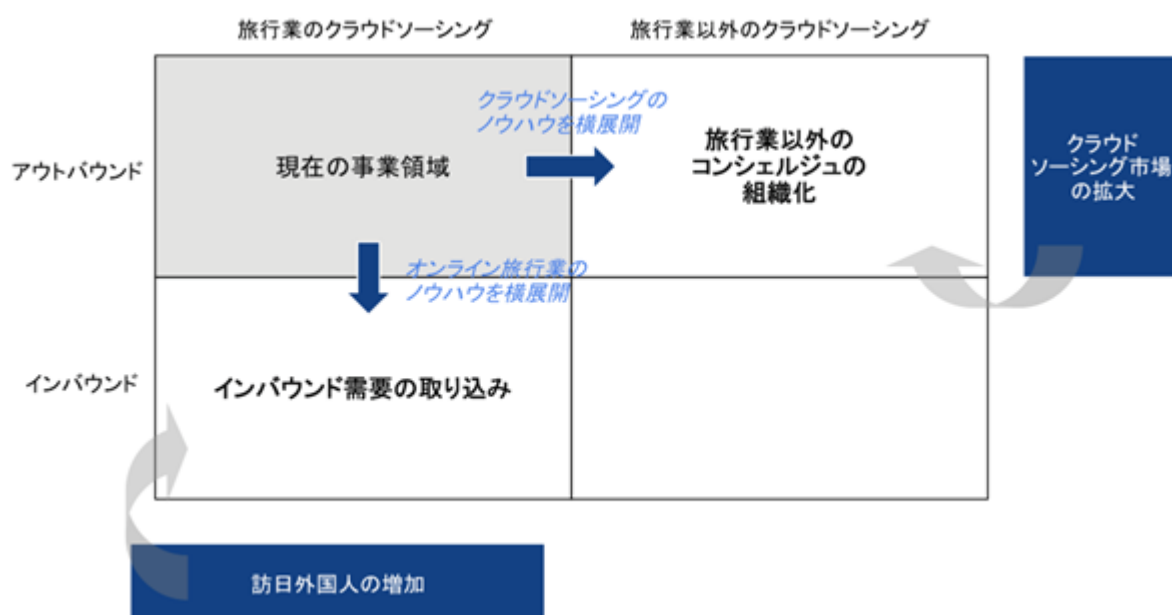 旅行業のクラウドソーシング
旅行業以外のクラウドソーシング
アウトバウンド
現在の事業領域
クラウドソーシングの
ノウハウを横展開
旅行業以外の
コンシェルジュの
組織化
クラウド
ソーシング市場
の拡大
オンライン旅行業の
ノウハウを横展開
インバウンド
インバウンド需要の取り込み
訪日外国人の増加